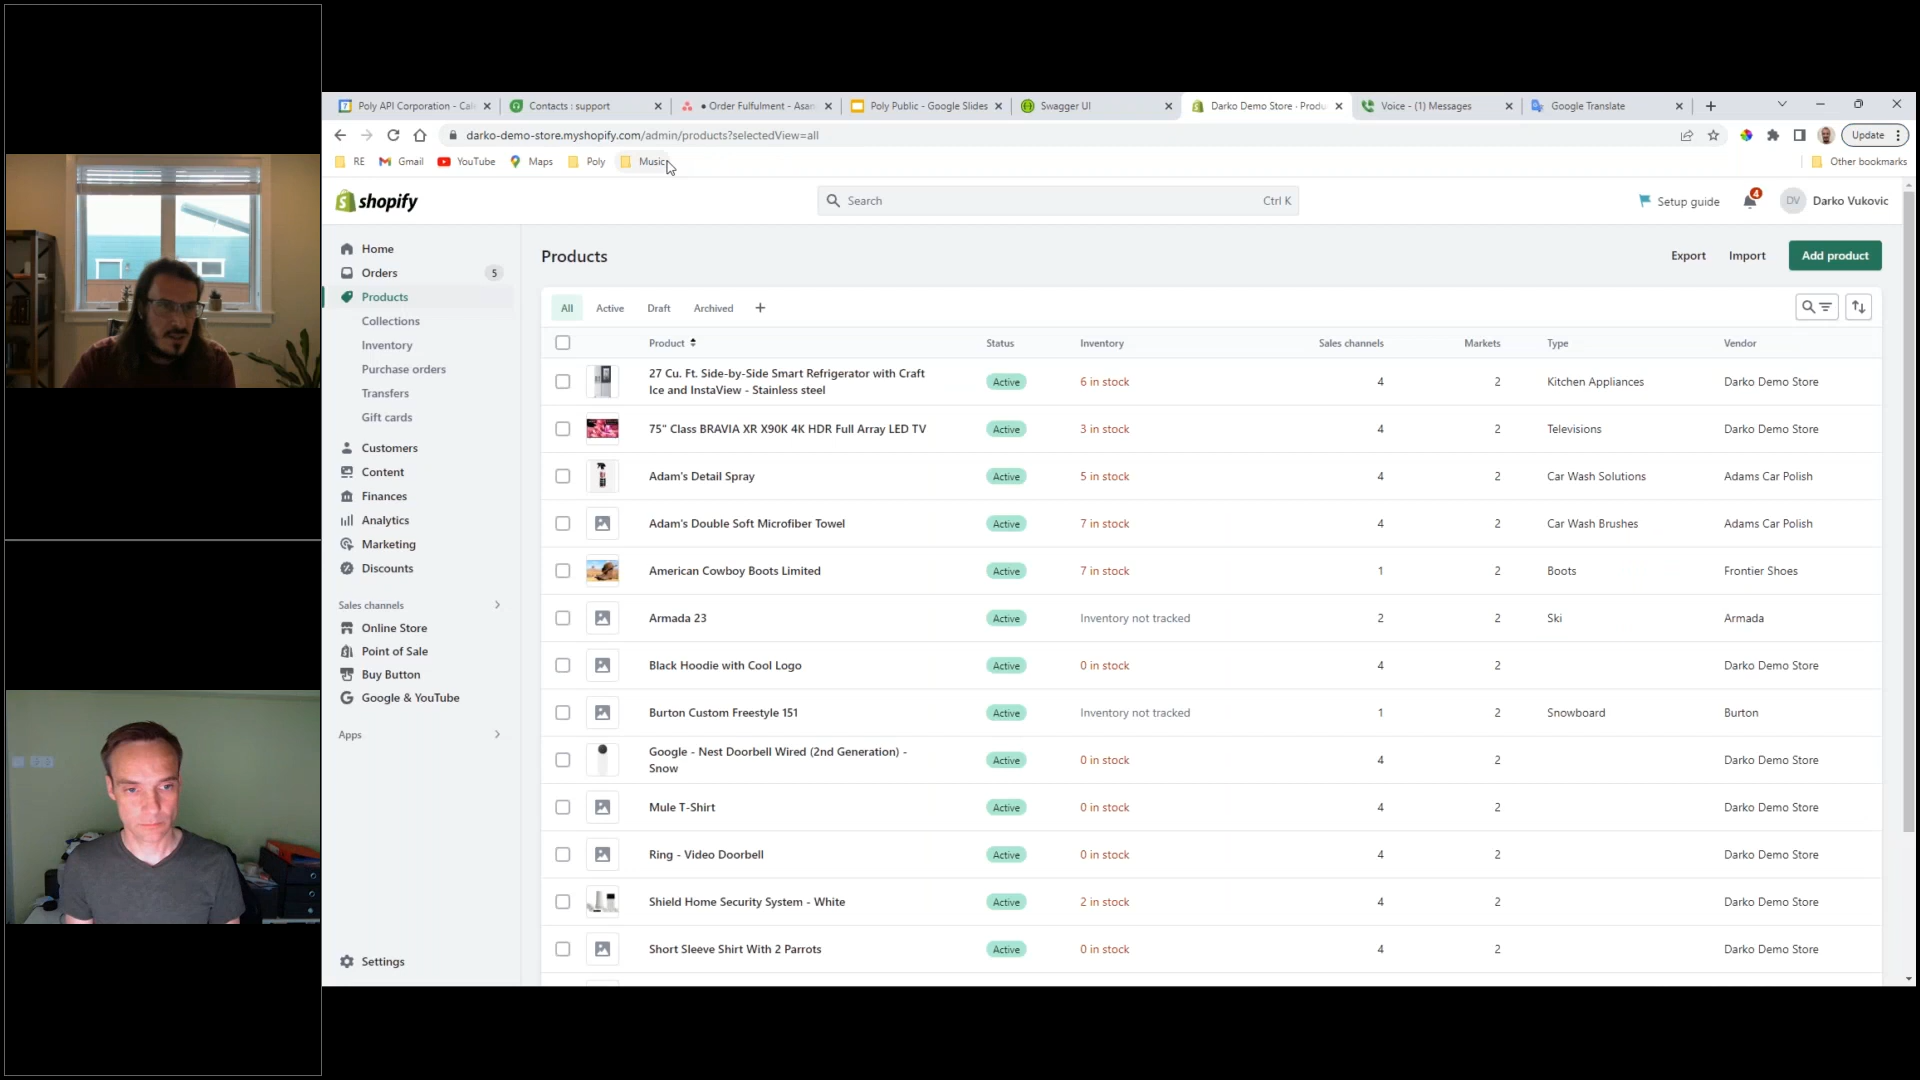 Poly API Corporation - Cal
Contacts : support
• Order Fulfulment - Asan
Poly Public - Google Slides
Swagger UI
Darko Demo Store · Produ
Voice - (1) Messages
Google Translate
darko-demo-store.myshopify.com/admin/products?selectedView=all
Update
RE
Gmail
YouTube
Maps
Poly
Music
Other bookmarks
shopify
Search
Ctrl K
Setup guide
4
DV
Darko Vukovic
Home
Orders
5
Products
Collections
Inventory
Purchase orders
Transfers
Gift cards
Customers
Content
Finances
Analytics
Marketing
Discounts
Sales channels
Online Store
Point of Sale
Buy Button
Google & YouTube
Apps
Settings
Products
Export
Import
Add product
All
Active
Draft
Archived
Product
Status
Inventory
Sales channels
Markets
Type
Vendor
27 Cu. Ft. Side-by-Side Smart Refrigerator with Craft
Ice and InstaView - Stainless steel
Active
6 in stock
4
2
Kitchen Appliances
Darko Demo Store
75" Class BRAVIA XR X90K 4K HDR Full Array LED TV
Active
3 in stock
4
2
Televisions
Darko Demo Store
Adam's Detail Spray
Active
5 in stock
4
2
Car Wash Solutions
Adams Car Polish
Adam's Double Soft Microfiber Towel
Active
7 in stock
4
2
Car Wash Brushes
Adams Car Polish
American Cowboy Boots Limited
Active
7 in stock
1
2
Boots
Frontier Shoes
Armada 23
Active
Inventory not tracked
2
2
Ski
Armada
Black Hoodie with Cool Logo
Active
0 in stock
4
2
Darko Demo Store
Burton Custom Freestyle 151
Active
Inventory not tracked
1
2
Snowboard
Burton
Google - Nest Doorbell Wired (2nd Generation) -
Snow
Active
0 in stock
4
2
Darko Demo Store
Mule T-Shirt
Active
0 in stock
4
2
Darko Demo Store
Ring - Video Doorbell
Active
0 in stock
4
2
Darko Demo Store
Shield Home Security System - White
Active
2 in stock
4
2
Darko Demo Store
Short Sleeve Shirt With 2 Parrots
Active
0 in stock
4
2
Darko Demo Store